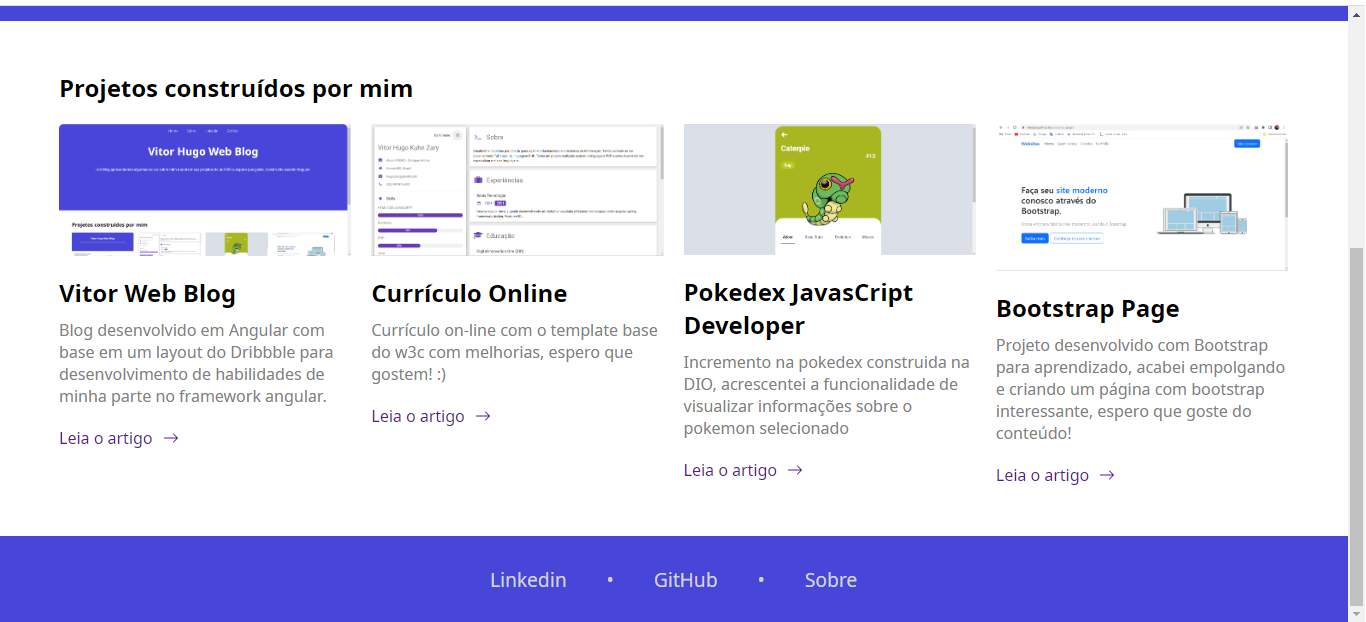 Projetos construídos por mim
Vitor Hugo Web Blog
Projetos construídos por mim
Vitor Web Blog
Blog desenvolvido em Angular com
base em um layout do Dribbble para
desenvolvimento de habilidades de
minha parte no framework angular.
Leia o artigo →
Vitor Hugo Kuhn Zary
Sobre
Experiências
Educação
Currículo Online
Currículo on-line com o template base
do w3c com melhorias, espero que
gostem! :)
Leia o artigo →
Caterpie
#10
Pokedex JavasCript
Developer
Incremento na pokedex construida na
DIO, acrescentei a funcionalidade de
visualizar informações sobre o
pokemon selecionado
Leia o artigo →
Faça seu site moderno
conosco através do
Bootstrap.
Bootstrap Page
Projeto desenvolvido com Bootstrap
para aprendizado, acabei empolgando
e criando um página com bootstrap
interessante, espero que goste do
conteúdo!
Leia o artigo →
Linkedin • GitHub • Sobre